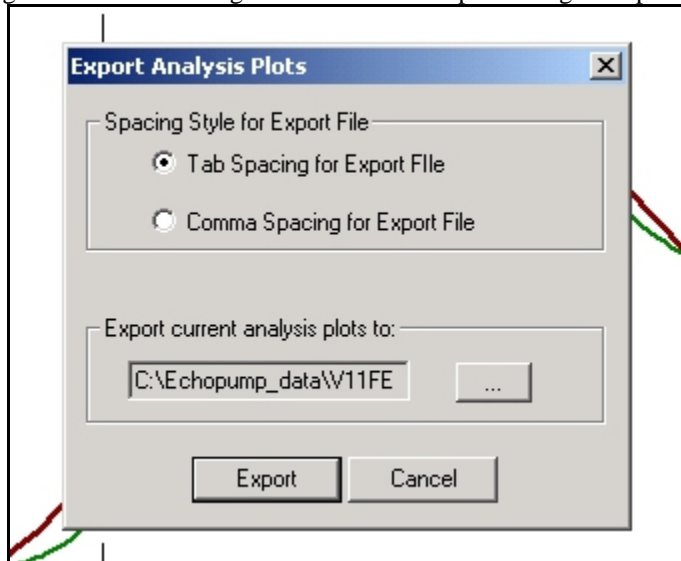 Export Analysis Plots
Spacing Style for Export File
Tab Spacing for Export FIle
Comma Spacing for Export File
Export current analysis plots to:
C:\Echopump_data\V11FE
...
Export
Cancel